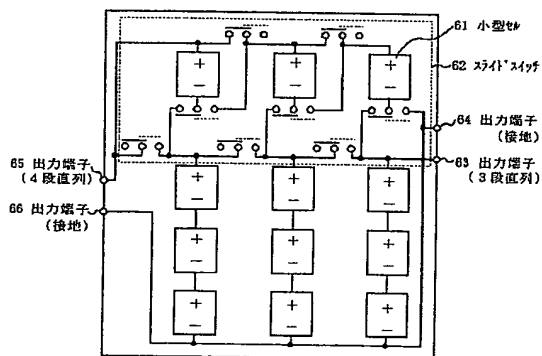 61 小型セル
62 スライドスイッチ
64 出力端子
(接地)
63 出力端子
(3段直列)
65 出力端子
(4段直列)
66 出力端子
(接地)
+
−
+
−
+
−
+
−
+
−
+
−
+
−
+
−
+
−
+
−
+
−
+
−